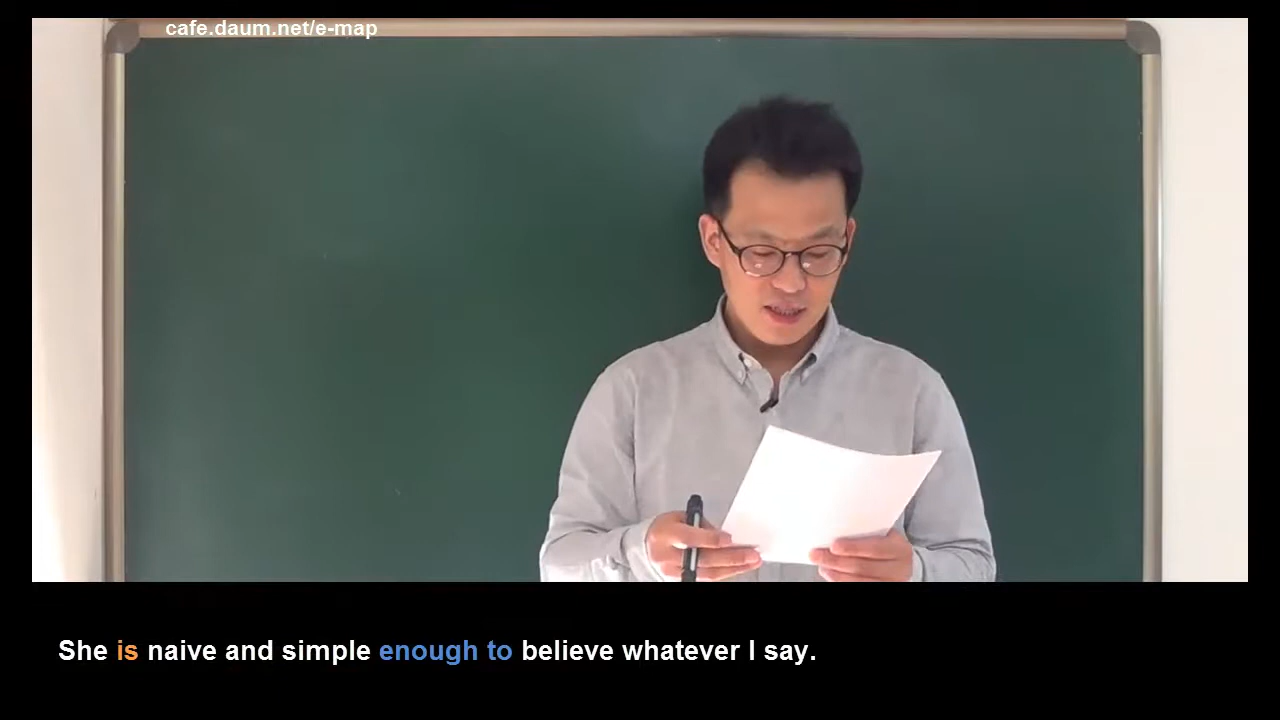 cafe.daum.net/e-map
She is naive and simple enough to believe whatever I say.